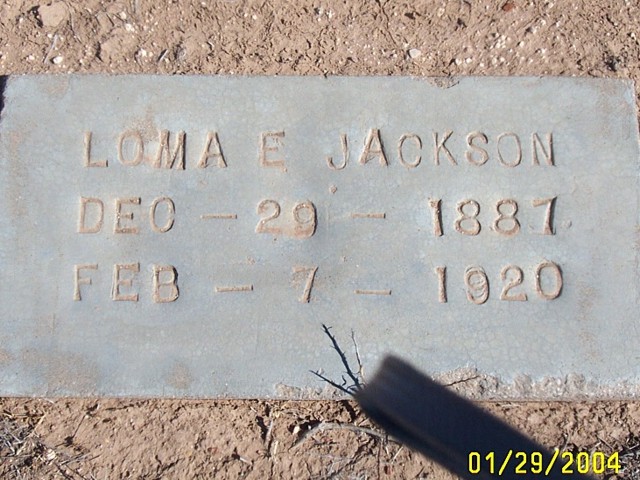 LOMA E JACKSON
DEC - 29 - 1887
FEB - 7 - 1920
01/29/2004